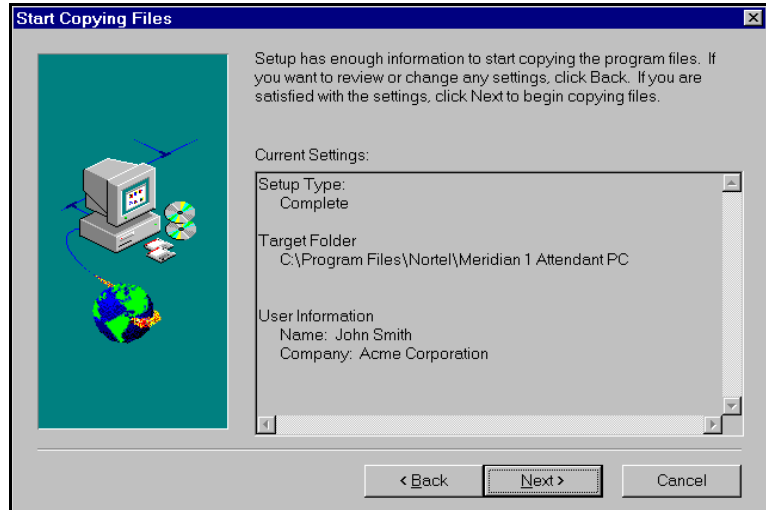 Start Copying Files
Setup has enough information to start copying the program files. If
you want to review or change any settings, click Back. If you are
satisfied with the settings, click Next to begin copying files.
Current Settings:
Setup Type:
Complete
Target Folder
C:\Program Files\Nortel\Meridian 1 Attendant PC
User Information
Name: John Smith
Company: Acme Corporation
< Back
Next >
Cancel